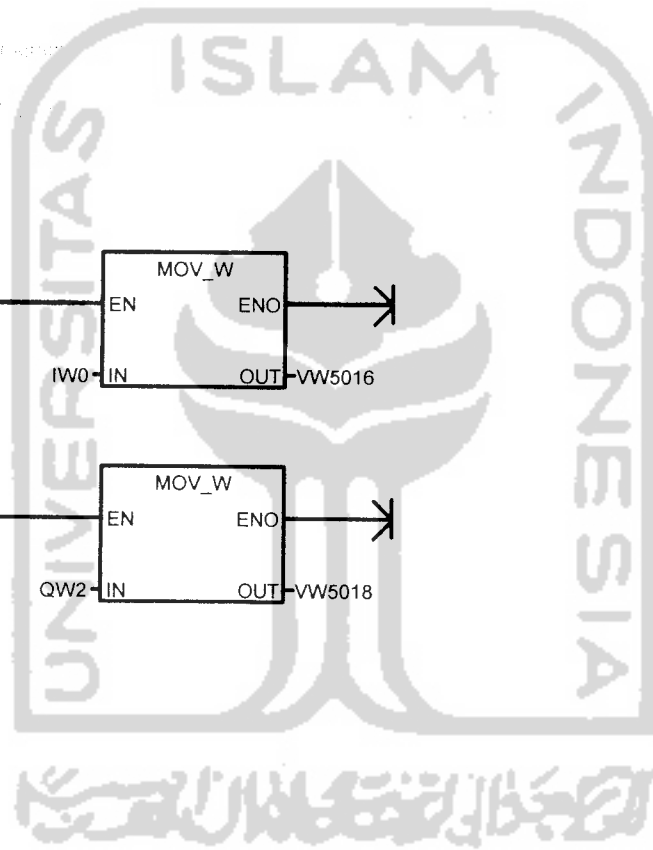 ISLAM
UNIVERSITAS
INDONESIA
MOV_W
EN ENO
IW0 IN OUT VW5016
MOV_W
EN ENO
QW2 IN OUT VW5018